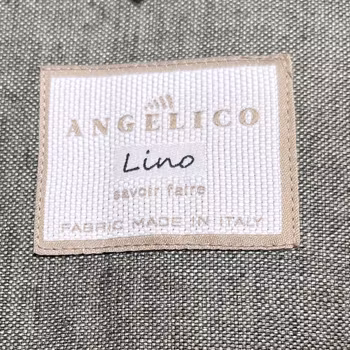 ANGELICO
Lino
savoir faire
FABRIC MADE IN ITALY